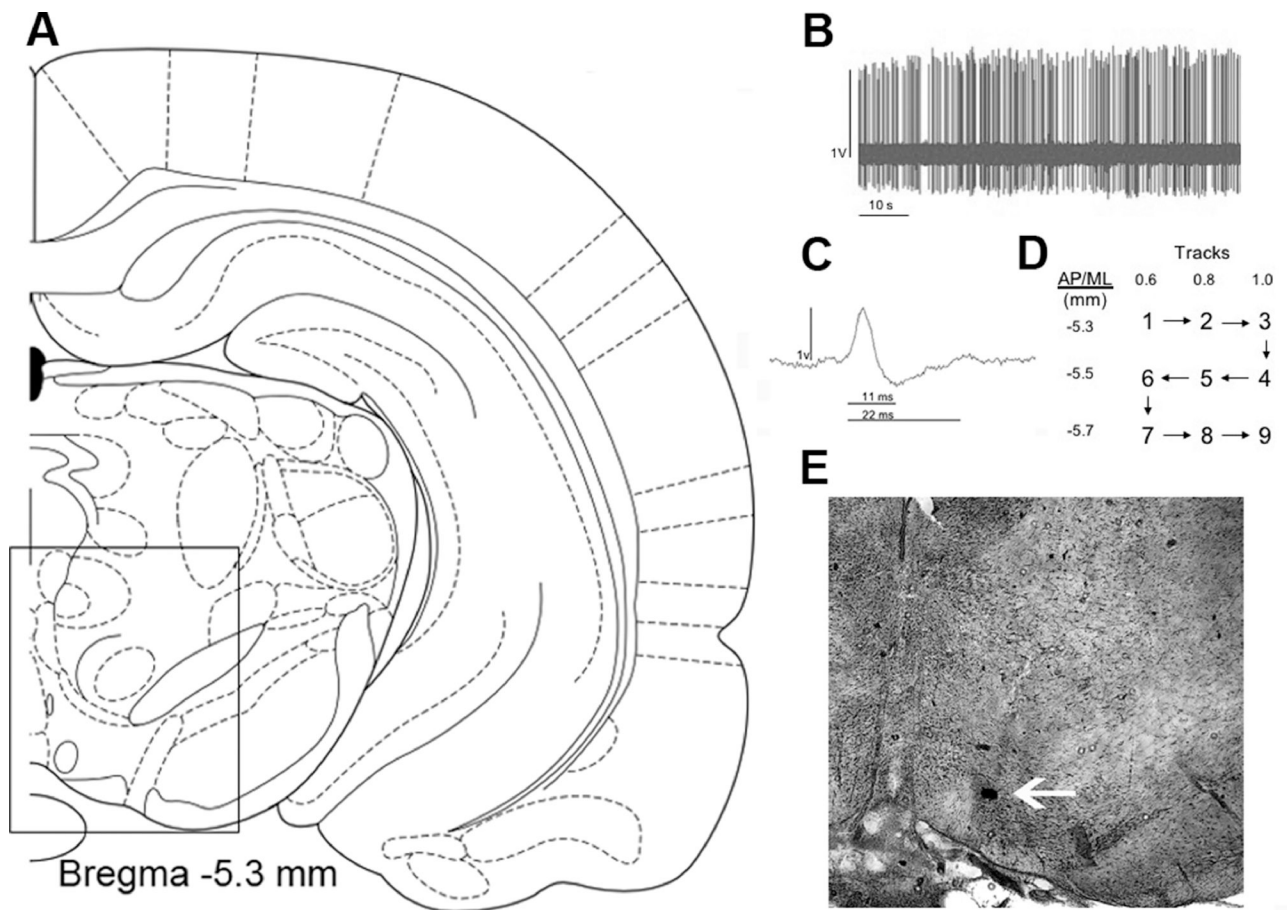 A
Bregma -5.3 mm
B
1V
10 s
C
1v
11 ms
22 ms
D
Tracks
AP/ML 0.6 0.8 1.0
(mm)
-5.3 1 → 2 → 3
↓
-5.5 6 ← 5 ← 4
↓
-5.7 7 → 8 → 9
E